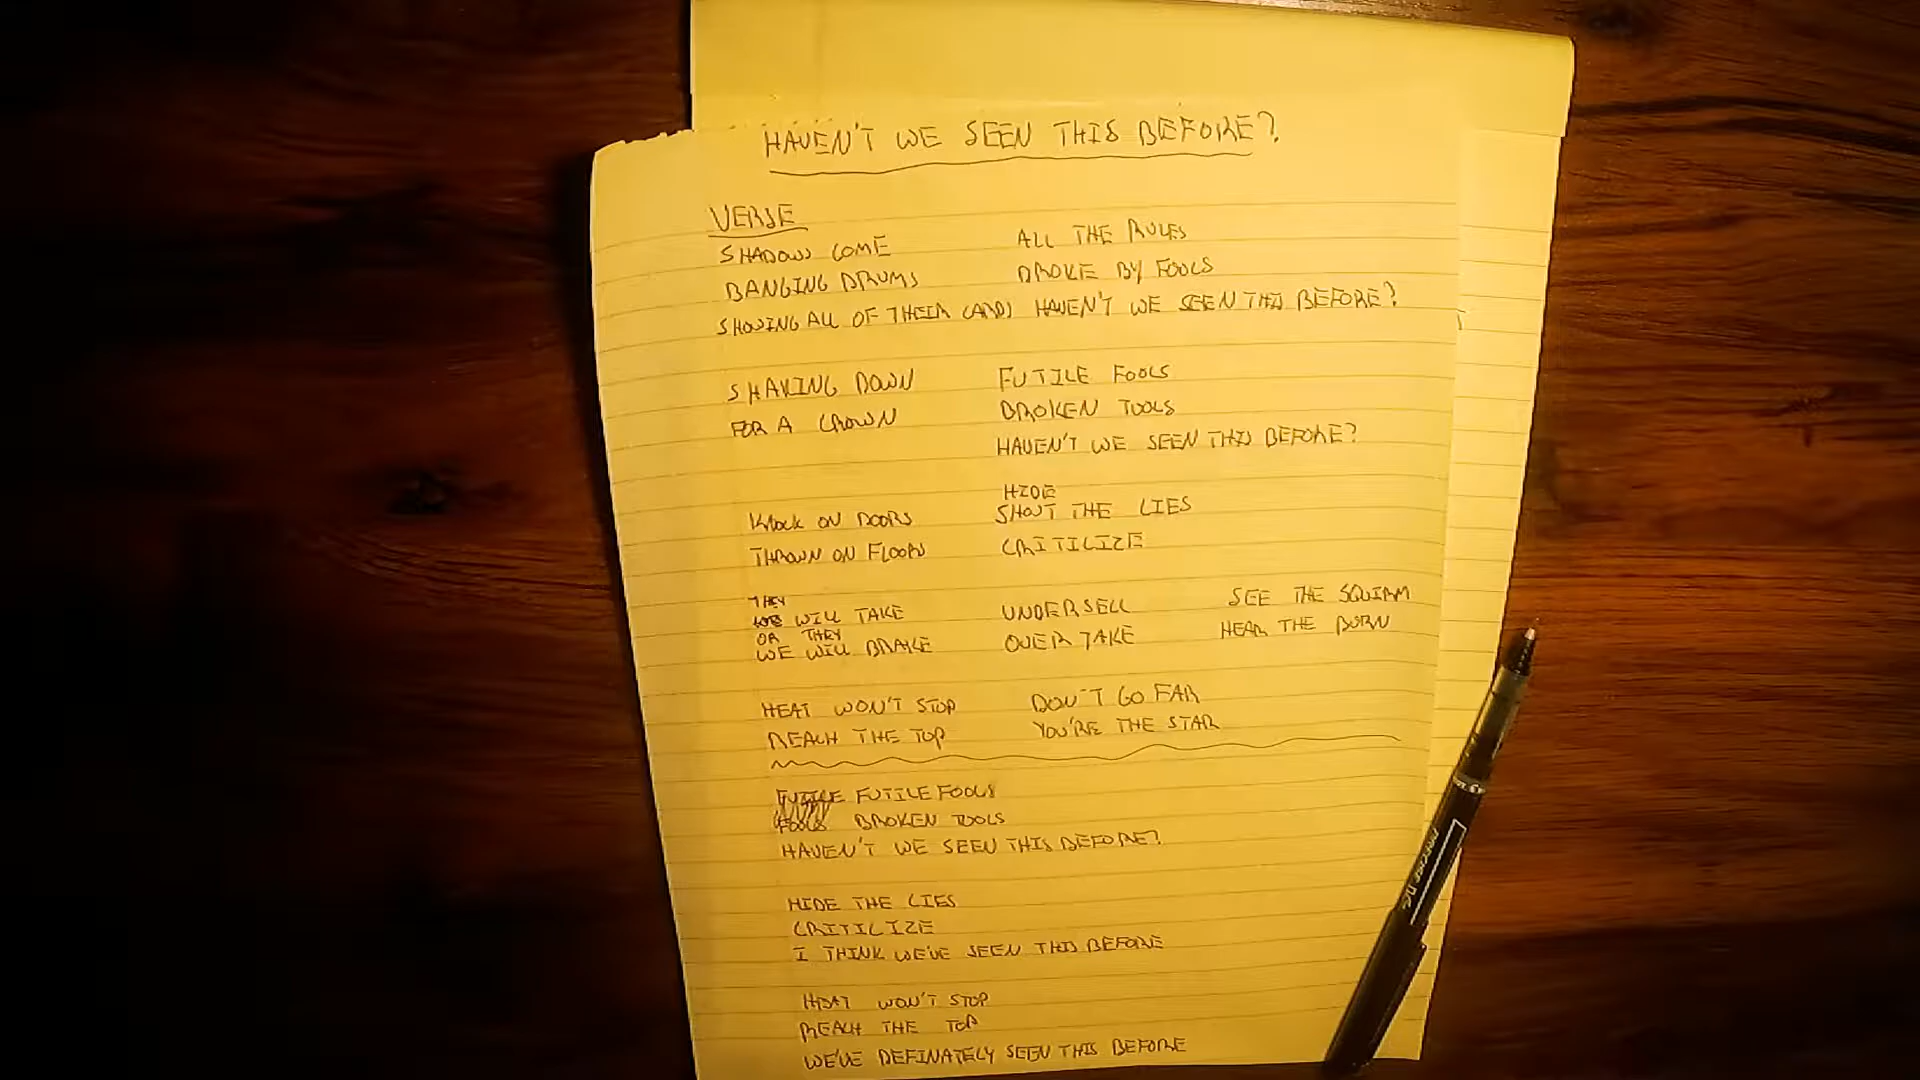 HAVEN'T WE SEEN THIS BEFORE?
VERSE
SHADOWS COME
BANGING DRUMS
SHOWING ALL OF THEIR CARDS
ALL THE RULES
BROKE BY FOOLS
HAVEN'T WE SEEN THIS BEFORE?
SHAKING DOWN
FOR A CROWN
FUTILE FOOLS
BROKEN TOOLS
HAVEN'T WE SEEN THIS BEFORE?
KNOCK ON DOORS
THROWN ON FLOORS
HIDE
SHOUT THE LIES
CRITICIZE
THEY
WE WILL TAKE
OR THEY
WE WILL BRAKE
UNDERSELL
OVER TAKE
SEE THE SQUIRM
HEAR THE BURN
HEAT WON'T STOP
REACH THE TOP
DON'T GO FAR
YOU'RE THE STAR
FUTILE FUTILE FOOLS
FOOLS BROKEN TOOLS
HAVEN'T WE SEEN THIS BEFORE?
HIDE THE LIES
CRITICIZE
I THINK WE'VE SEEN THIS BEFORE
HEAT WON'T STOP
REACH THE TOP
WE'VE DEFINATELY SEEN THIS BEFORE